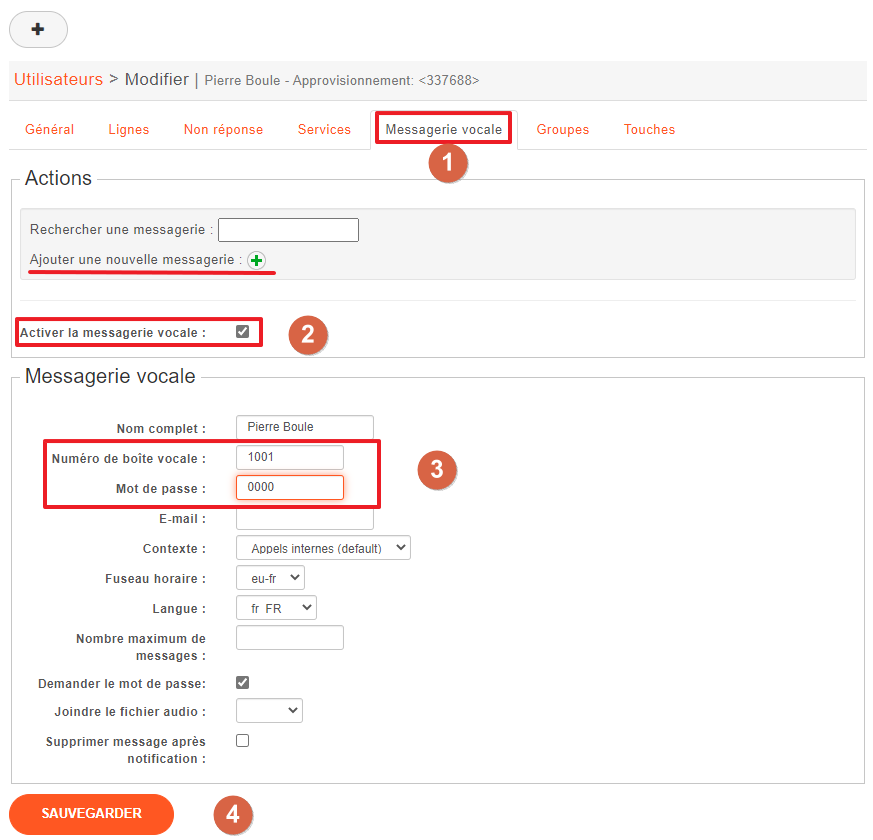 Utilisateurs > Modifier | Pierre Boule - Approvisionnement: <337688>
Général Lignes Non réponse Services Messagerie vocale Groupes Touches
1
Actions
Rechercher une messagerie :
Ajouter une nouvelle messagerie :
Activer la messagerie vocale :
2
Messagerie vocale
Nom complet : Pierre Boule
Numéro de boîte vocale : 1001
3
Mot de passe : 0000
E-mail :
Contexte : Appels internes (default)
Fuseau horaire : eu-fr
Langue : fr FR
Nombre maximum de
messages :
Demander le mot de passe:
Joindre le fichier audio :
Supprimer message après
notification :
SAUVEGARDER
4